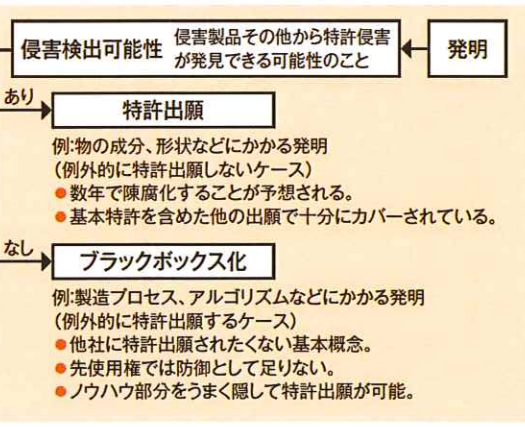 侵害検出可能性 侵害製品その他から特許侵害
が発見できる可能性のこと
発明
あり
特許出願
例:物の成分、形状などにかかる発明
(例外的に特許出願しないケース)
●数年で陳腐化することが予想される。
●基本特許を含めた他の出願で十分にカバーされている。
なし
ブラックボックス化
例:製造プロセス、アルゴリズムなどにかかる発明
(例外的に特許出願するケース)
●他社に特許出願されたくない基本概念。
●先使用権では防御として足りない。
●ノウハウ部分をうまく隠して特許出願が可能。